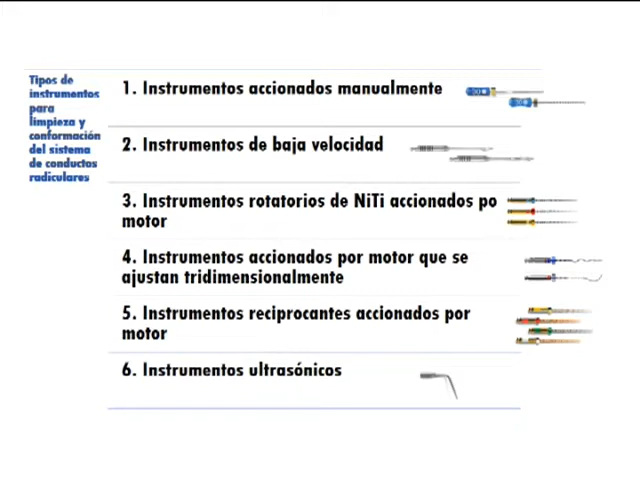 Tipos de
instrumentos
para
limpieza y
conformación
del sistema
de conductos
radiculares
1. Instrumentos accionados manualmente
2. Instrumentos de baja velocidad
3. Instrumentos rotatorios de NiTi accionados po
motor
4. Instrumentos accionados por motor que se
ajustan tridimensionalmente
5. Instrumentos reciprocantes accionados por
motor
6. Instrumentos ultrasónicos